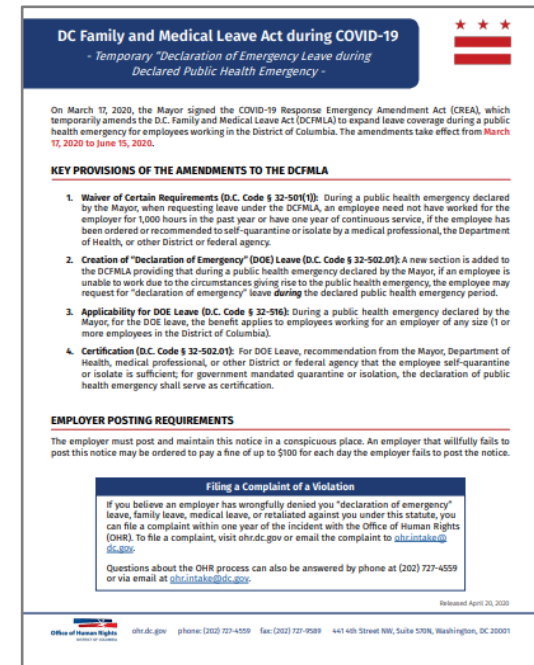 DC Family and Medical Leave Act during COVID-19
- Temporary "Declaration of Emergency Leave during
Declared Public Health Emergency -
On March 17, 2020, the Mayor signed the COVID-19 Response Emergency Amendment Act (CREA), which
temporarily amends the D.C. Family and Medical Leave Act (DCFMLA) to expand leave coverage during a public
health emergency for employees working in the District of Columbia. The amendments take effect from March
17, 2020 to June 15, 2020.
KEY PROVISIONS OF THE AMENDMENTS TO THE DCFMLA
1. Waiver of Certain Requirements (D.C. Code § 32-501(1)): During a public health emergency declared
by the Mayor, when requesting leave under the DCFMLA, an employee need not have worked for the
employer for 1,000 hours in the past year or have one year of continuous service, if the employee has
been ordered or recommended to self-quarantine or isolate by a medical professional, the Department
of Health, or other District or federal agency.
2. Creation of "Declaration of Emergency" (DOE) Leave (D.C. Code § 32-502.01): A new section is added to
the DCFMLA providing that during a public health emergency declared by the Mayor, if an employee is
unable to work due to the circumstances giving rise to the public health emergency, the employee may
request for "declaration of emergency" leave during the declared public health emergency period.
3. Applicability for DOE Leave (D.C. Code § 32-516): During a public health emergency declared by the
Mayor, for the DOE leave, the benefit applies to employees working for an employer of any size (1 or
more employees in the District of Columbia).
4. Certification (D.C. Code § 32-502.01): For DOE Leave, recommendation from the Mayor, Department of
Health, medical professional, or other District or federal agency that the employee self-quarantine
or isolate is sufficient; for government mandated quarantine or isolation, the declaration of public
health emergency shall serve as certification.
EMPLOYER POSTING REQUIREMENTS
The employer must post and maintain this notice in a conspicuous place. An employer that willfully fails to
post this notice may be ordered to pay a fine of up to $100 for each day the employer fails to post the notice.
Filing a Complaint of a Violation
If you believe an employer has wrongfully denied you "declaration of emergency"
leave, family leave, medical leave, or retaliated against you under this statute, you
can file a complaint within one year of the incident with the Office of Human Rights
(OHR). To file a complaint, visit ohr.dc.gov or email the complaint to ohr.intake@
dc.gov.
Questions about the OHR process can also be answered by phone at (202) 727-4559
or via email at ohr.intake@dc.gov.
Released April 20, 2020
Office of Human Rights
DISTRICT OF COLUMBIA
ohr.dc.gov phone: (202) 727-4559 fax: (202) 727-9589 441 4th Street NW, Suite 570N, Washington, DC 20001